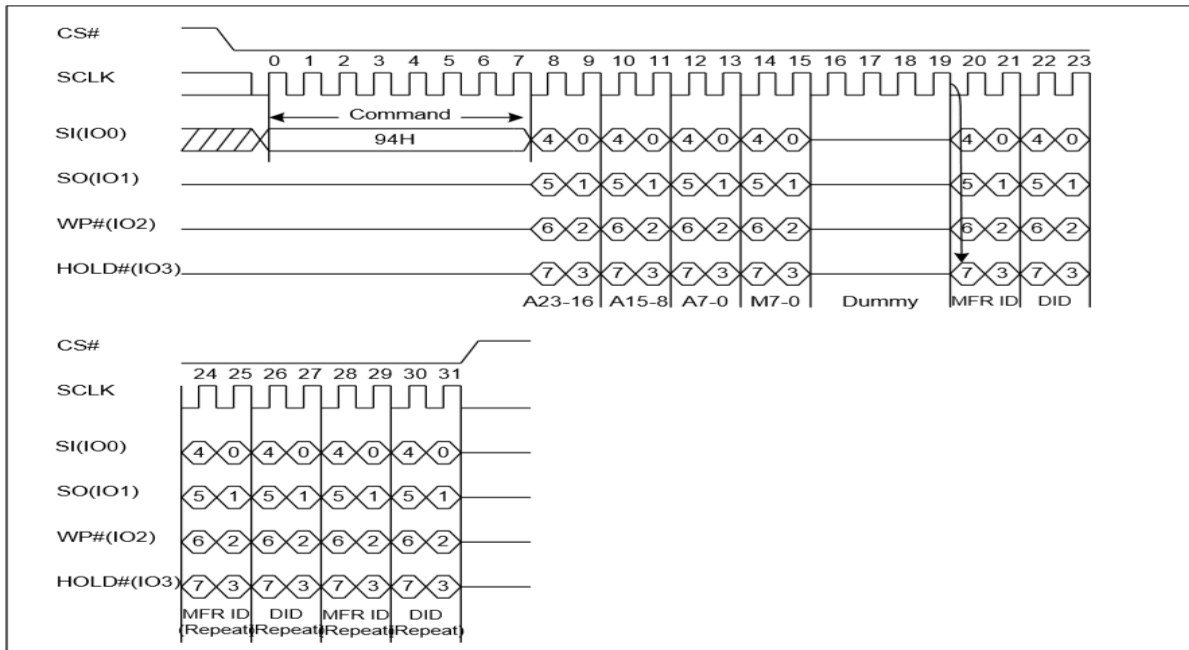 CS#
0 1 2 3 4 5 6 7 8 9 10 11 12 13 14 15 16 17 18 19 20 21 22 23
SCLK
Command
SI(IO0) 94H 4 0 4 0 4 0 4 0 4 0 4 0
SO(IO1) 5 1 5 1 5 1 5 1 5 1 5 1
WP#(IO2) 6 2 6 2 6 2 6 2 6 2 6 2
HOLD#(IO3) 7 3 7 3 7 3 7 3 7 3 7 3
A23-16 A15-8 A7-0 M7-0 Dummy MFR ID DID
CS#
24 25 26 27 28 29 30 31
SCLK
SI(IO0) 4 0 4 0 4 0 4 0
SO(IO1) 5 1 5 1 5 1 5 1
WP#(IO2) 6 2 6 2 6 2 6 2
HOLD#(IO3) 7 3 7 3 7 3 7 3
MFR ID DID MFR ID DID
(Repeat) (Repeat) (Repeat) (Repeat)